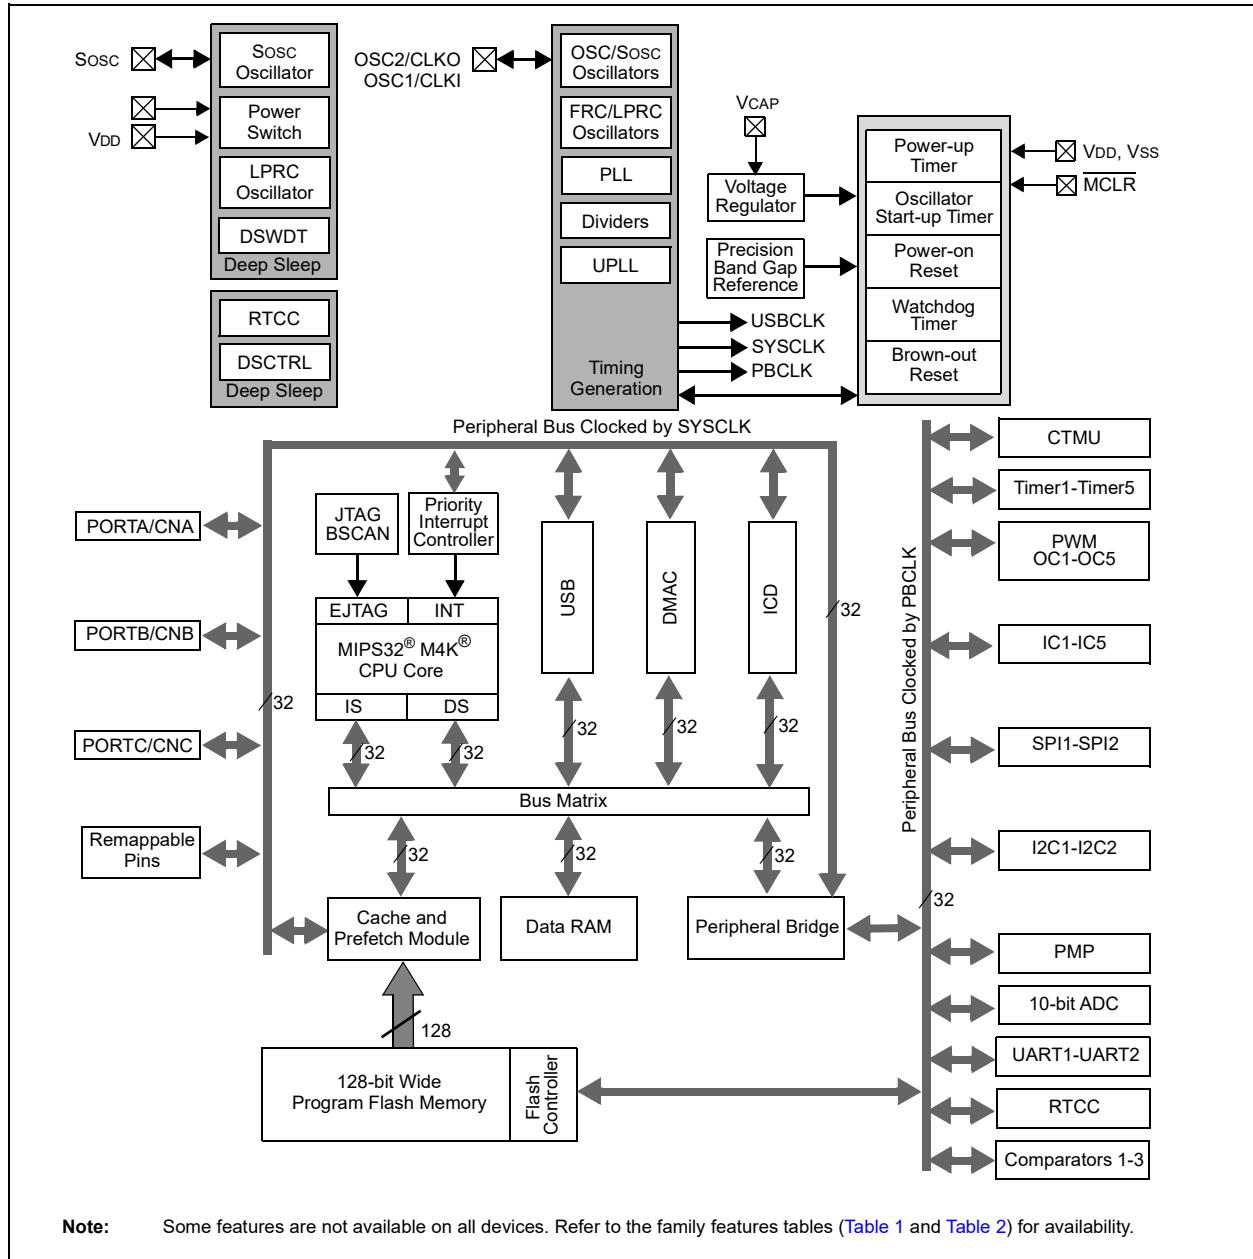 SOSC
SOSC
Oscillator
VDD
Power
Switch
LPRC
Oscillator
DSWDT
Deep Sleep
RTCC
DSCTRL
Deep Sleep
OSC2/CLKO
OSC1/CLKI
OSC/SOSC
Oscillators
FRC/LPRC
Oscillators
PLL
Dividers
UPLL
Timing
Generation
USBCLK
SYSCLK
PBCLK
VCAP
Voltage
Regulator
Precision
Band Gap
Reference
Power-up
Timer
Oscillator
Start-up Timer
Power-on
Reset
Watchdog
Timer
Brown-out
Reset
VDD, VSS
MCLR
Peripheral Bus Clocked by SYSCLK
PORTA/CNA
PORTB/CNB
PORTC/CNC
Remappable
Pins
32
JTAG
BSCAN
Priority
Interrupt
Controller
EJTAG
INT
MIPS32® M4K®
CPU Core
IS
DS
32
32
USB
DMAC
ICD
32
32
32
32
Bus Matrix
32
32
32
Cache and
Prefetch Module
Data RAM
Peripheral Bridge
128
128-bit Wide
Program Flash Memory
Flash
Controller
Peripheral Bus Clocked by PBCLK
32
CTMU
Timer1-Timer5
PWM
OC1-OC5
IC1-IC5
SPI1-SPI2
I2C1-I2C2
PMP
10-bit ADC
UART1-UART2
RTCC
Comparators 1-3
Note: Some features are not available on all devices. Refer to the family features tables (Table 1 and Table 2) for availability.